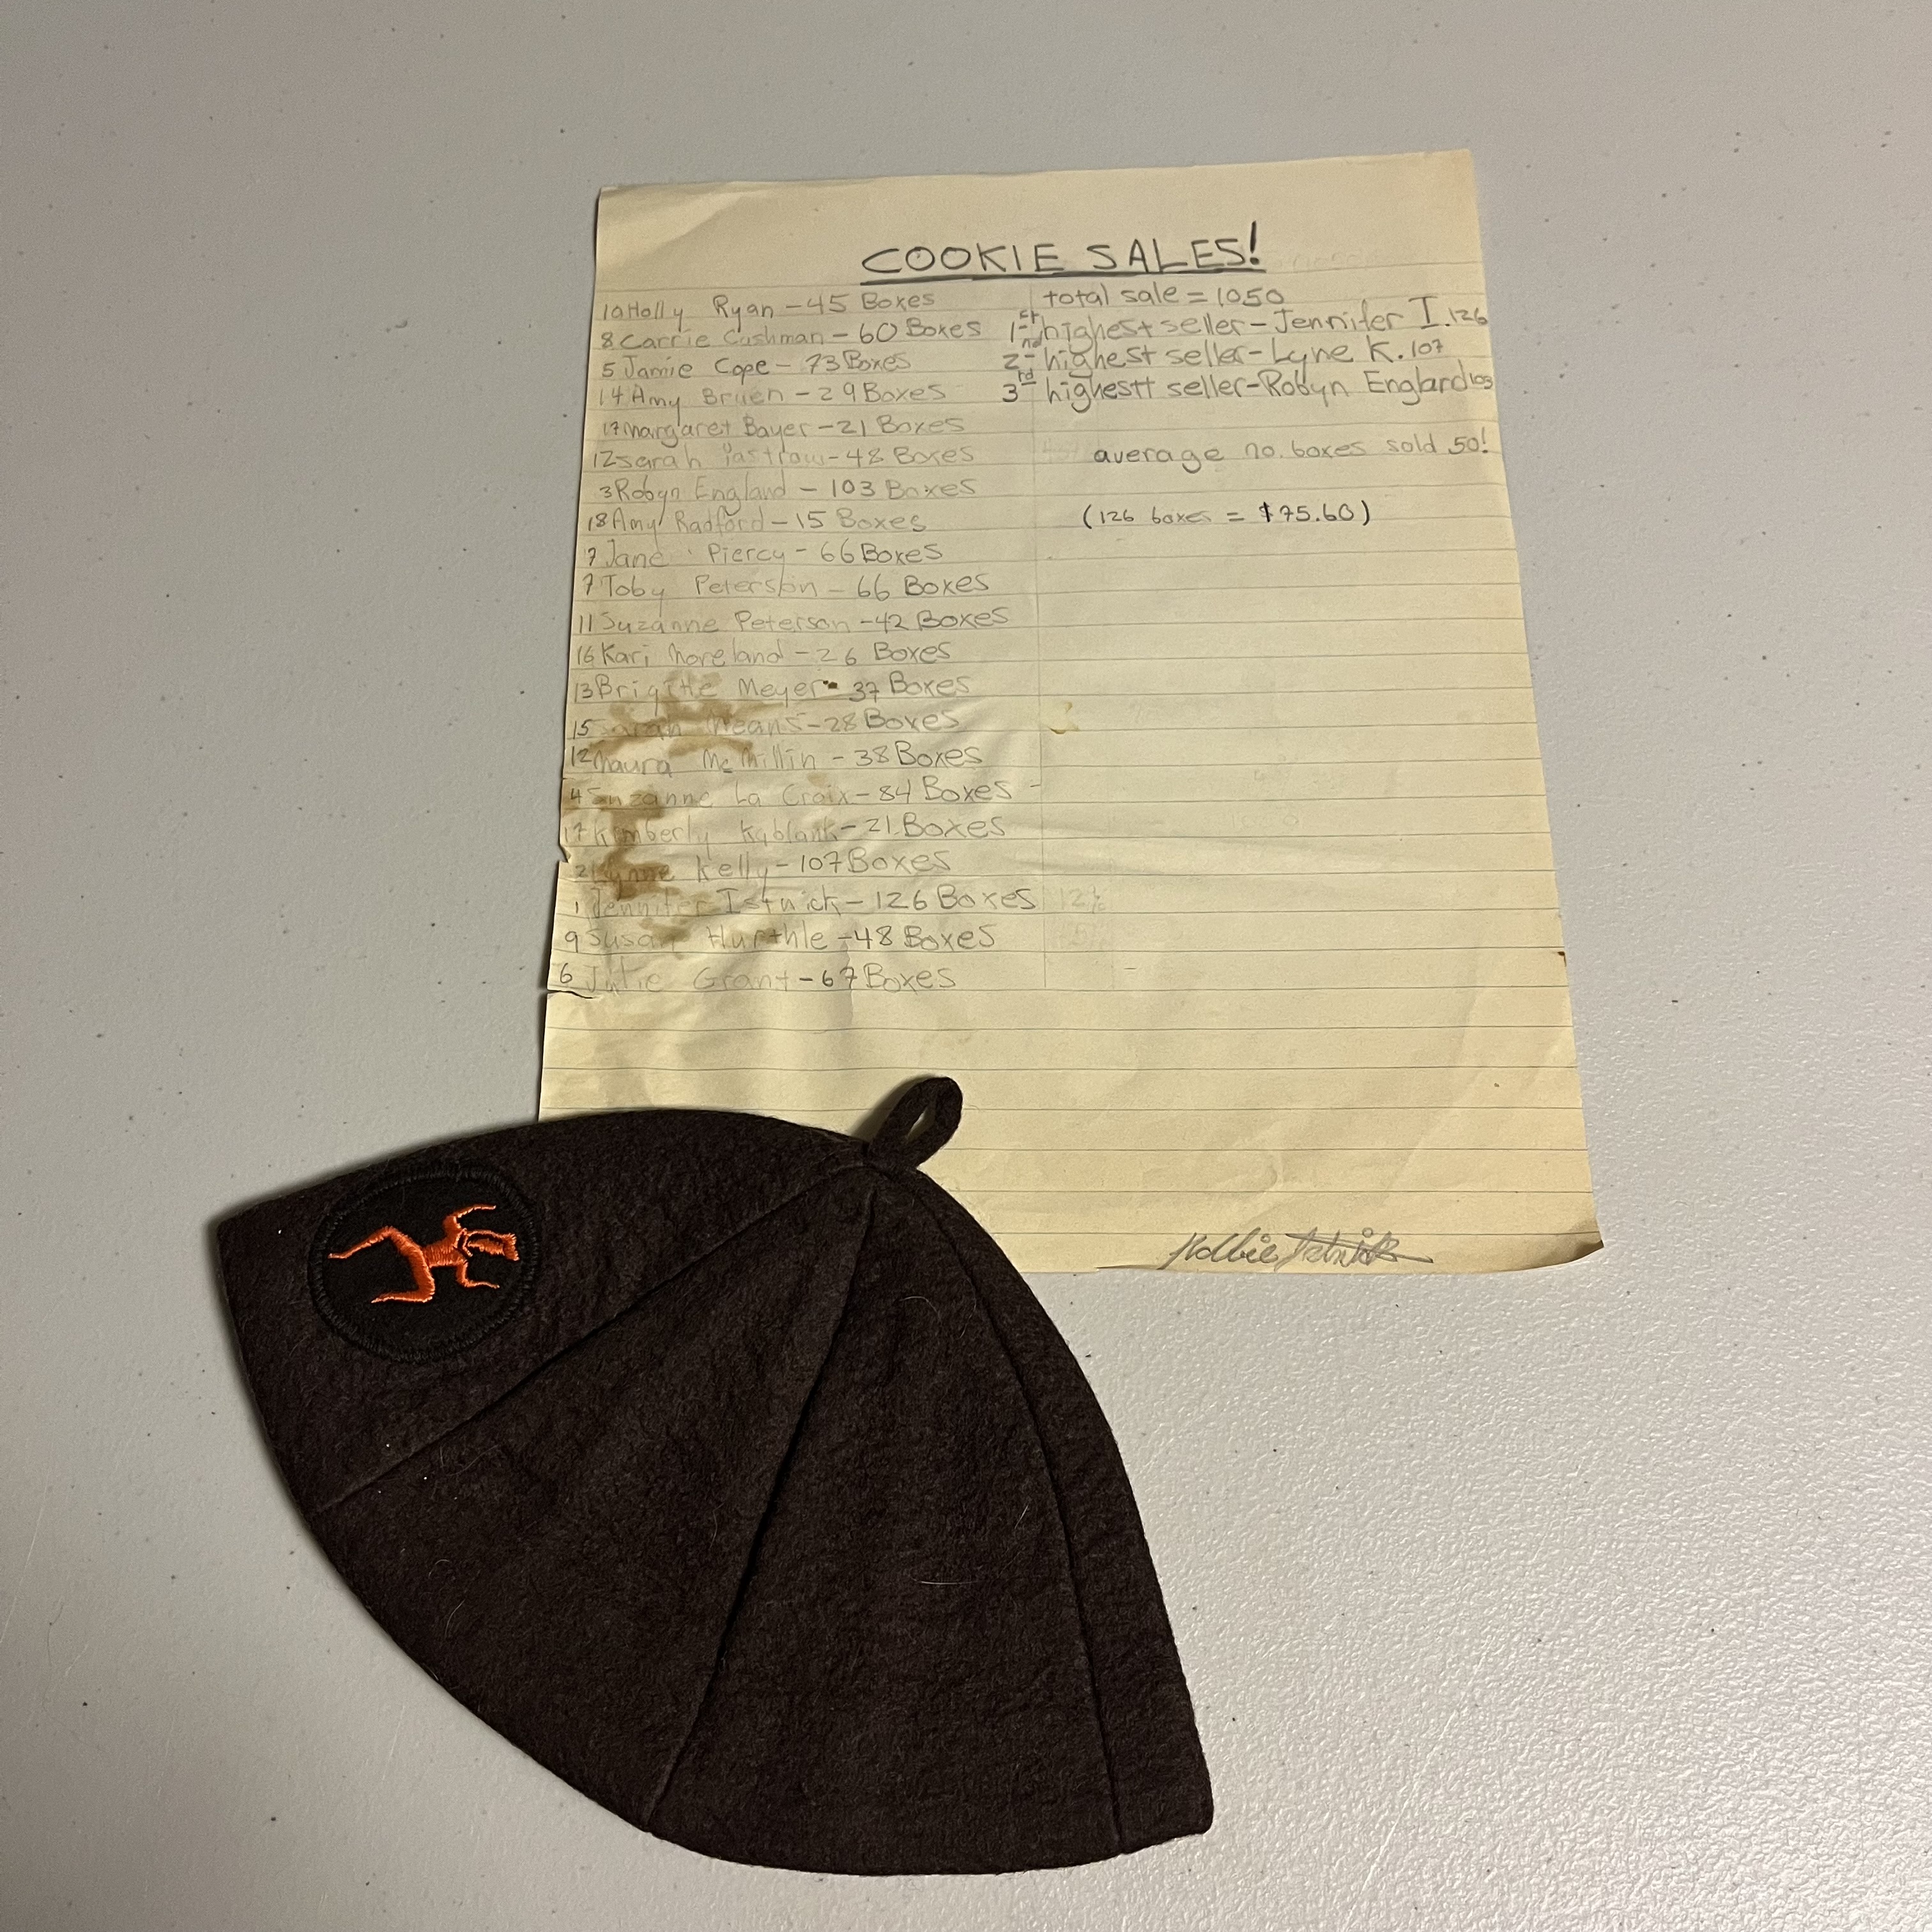 COOKIE SALES!
10 Holly Ryan - 45 Boxes
8 Carrie Cushman - 60 Boxes
5 Jamie Cope - 73 Boxes
14 Amy Bruen - 29 Boxes
17 Margaret Bayer - 21 Boxes
12 Sarah - 48 Boxes
3 Robyn England - 103 Boxes
18 Amy Radford - 15 Boxes
7 Jane Piercy - 66 Boxes
7 Toby Peterson - 66 Boxes
11 Suzanne Peterson - 42 Boxes
16 Kari Moreland - 26 Boxes
13 Brigitte Meyer - 37 Boxes
15 Sarah Means - 28 Boxes
12 Maura McMillin - 38 Boxes
4 Suzanne La Croix - 84 Boxes -
17 Kimberly - 21 Boxes
2 Lynne Kelly - 107 Boxes
1 Jennifer - 126 Boxes
9 Susan Hurthle - 48 Boxes
6 Julie Grant - 67 Boxes
total sale = 1050
1st highest seller - Jennifer I. 126
2nd highest seller - Lyne K. 107
3rd highestt seller - Robyn England 103
average no. boxes sold 50!
(126 boxes = $75.60)